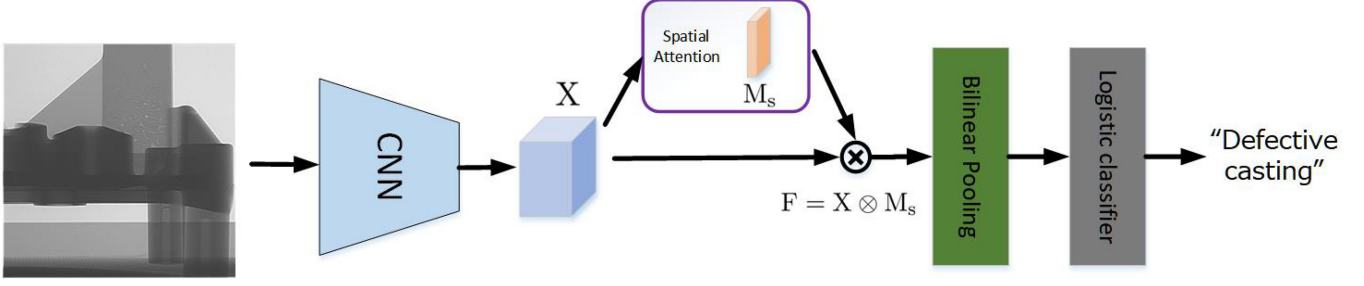 CNN
X
Spatial
Attention
Mₛ
F = X ⊗ Mₛ
Bilinear Pooling
Logistic classifier
“Defective
casting”